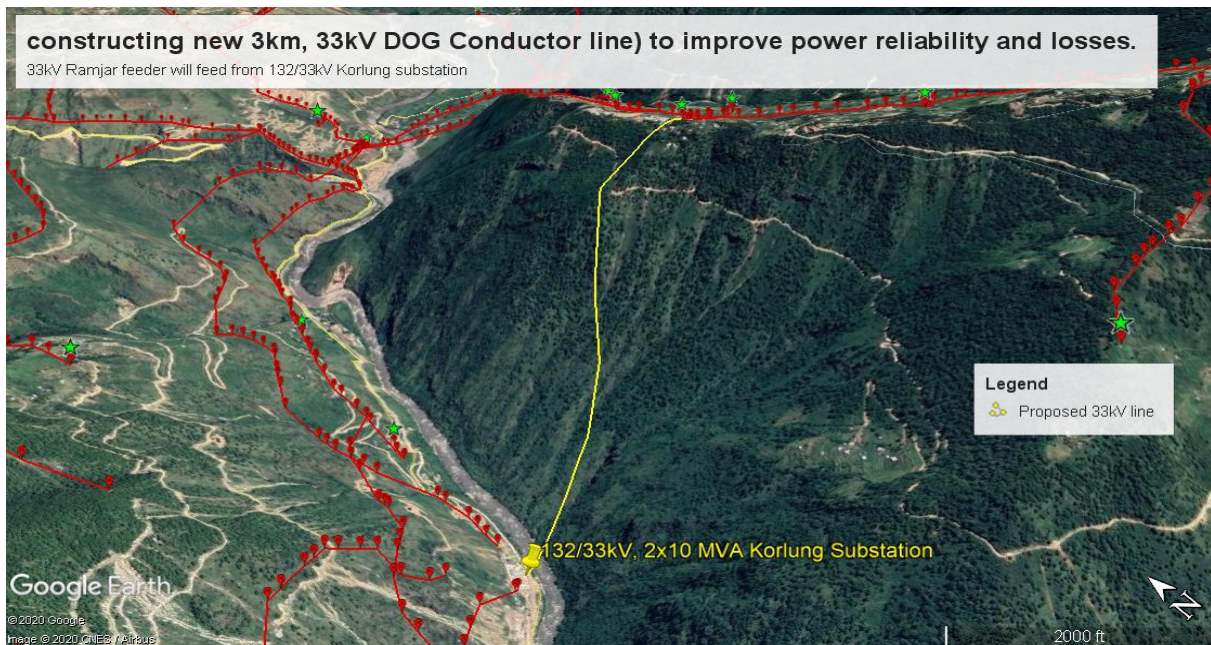 constructing new 3km, 33kV DOG Conductor line) to improve power reliability and losses.
33kV Ramjar feeder will feed from 132/33kV Korlung substation
Legend
Proposed 33kV line
132/33kV, 2x10 MVA Korlung Substation
Google Earth
©2020 Google
Image © 2020 CNES / Airbus
N
2000 ft